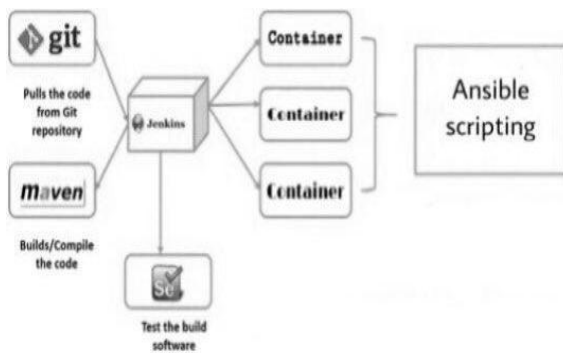 git
Pulls the code
from Git
repository
Jenkins
maven
Builds/Compile
the code
Se
Test the build
software
Container
Container
Container
Ansible
scripting